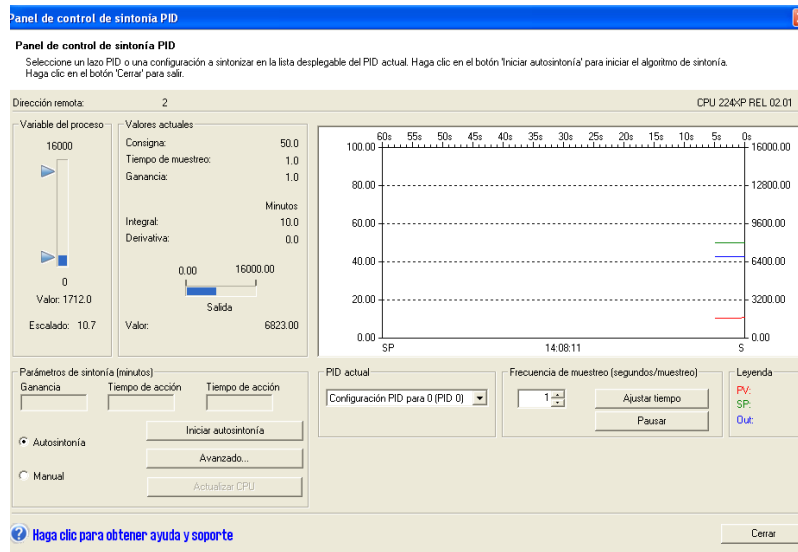 Panel de control de sintonía PID
Panel de control de sintonía PID
Seleccione un lazo PID o una configuración a sintonizar en la lista desplegable del PID actual. Haga clic en el botón 'Iniciar autosintonía' para iniciar el algoritmo de sintonía.
Haga clic en el botón 'Cerrar' para salir.
Dirección remota: 2 CPU 224XP REL 02.01
Variable del proceso
16000
0
Valor: 1712.0
Escalado: 10.7
Valores actuales
Consigna: 50.0
Tiempo de muestreo: 1.0
Ganancia: 1.0
Minutos
Integral: 10.0
Derivativa: 0.0
0.00 16000.00
Salida
Valor: 6823.00
60s 55s 50s 45s 40s 35s 30s 25s 20s 15s 10s 5s 0s
100.00 16000.00
80.00 12800.00
60.00 9600.00
40.00 6400.00
20.00 3200.00
0.00 0.00
SP 14:08:11 S
Parámetros de sintonía (minutos)
Ganancia Tiempo de acción Tiempo de acción
Autosintonía
Iniciar autosintonía
Avanzado...
Manual
Actualizar CPU
PID actual
Configuración PID para 0 (PID 0)
Frecuencia de muestreo (segundos/muestreo)
1 Ajustar tiempo
Pausar
Leyenda
PV:
SP:
Out:
Haga clic para obtener ayuda y soporte
Cerrar